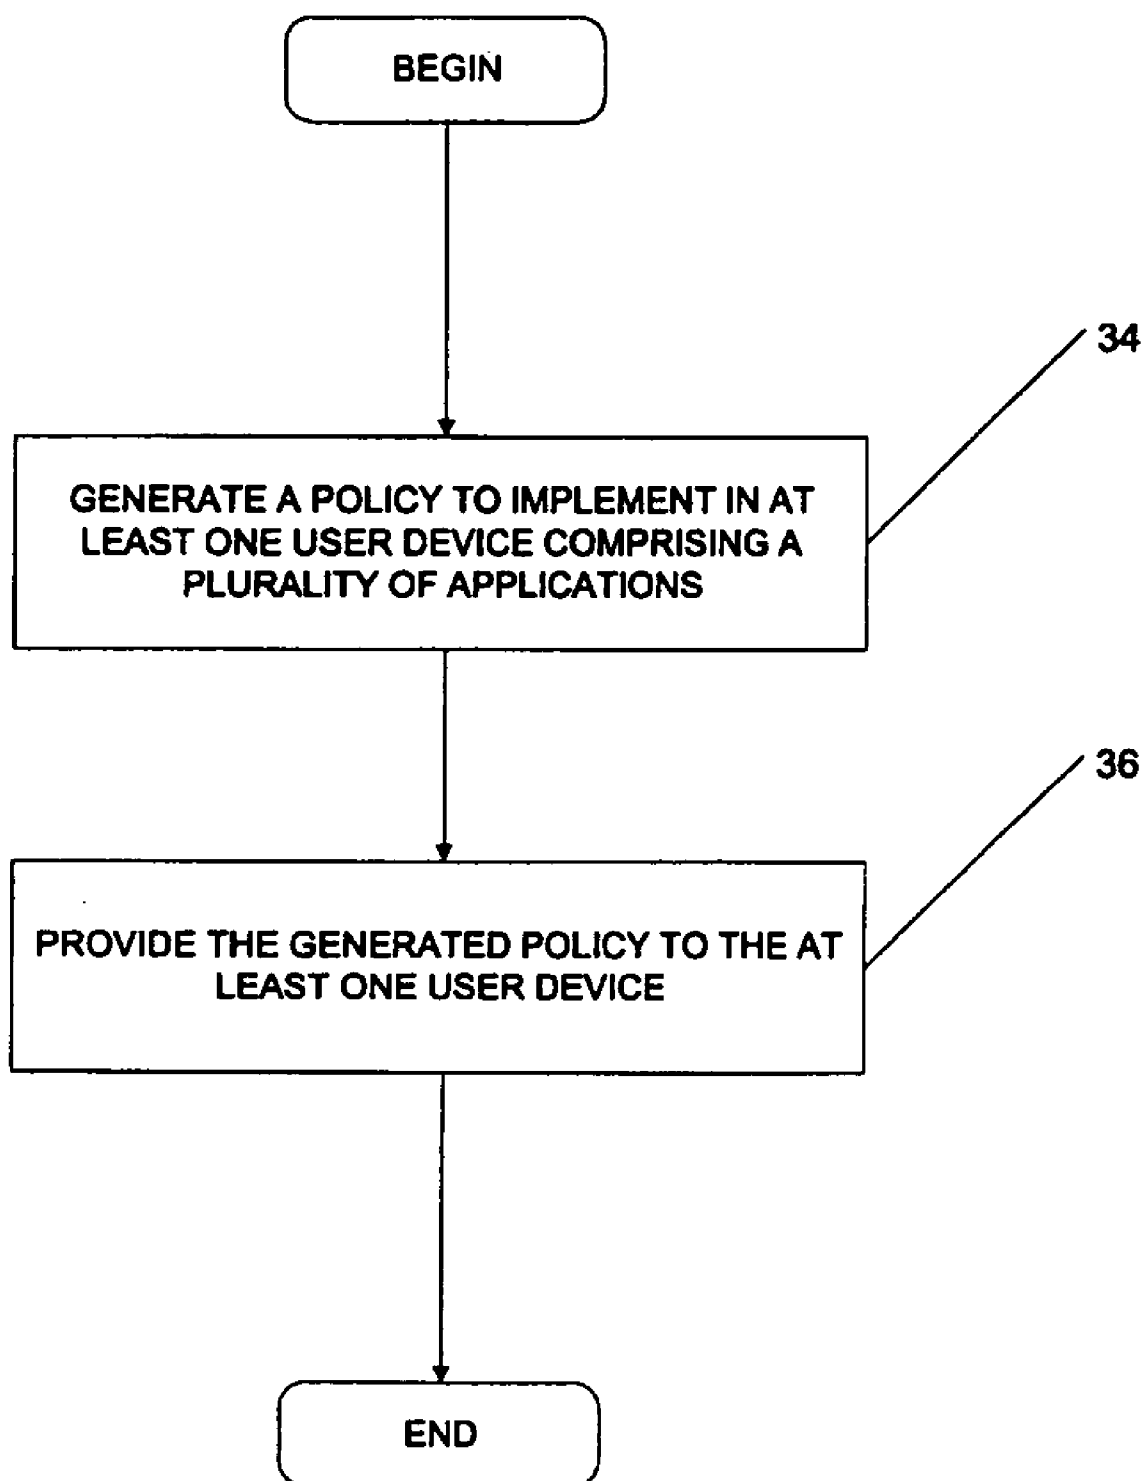 BEGIN
34
GENERATE A POLICY TO IMPLEMENT IN AT
LEAST ONE USER DEVICE COMPRISING A
PLURALITY OF APPLICATIONS
36
PROVIDE THE GENERATED POLICY TO THE AT
LEAST ONE USER DEVICE
END